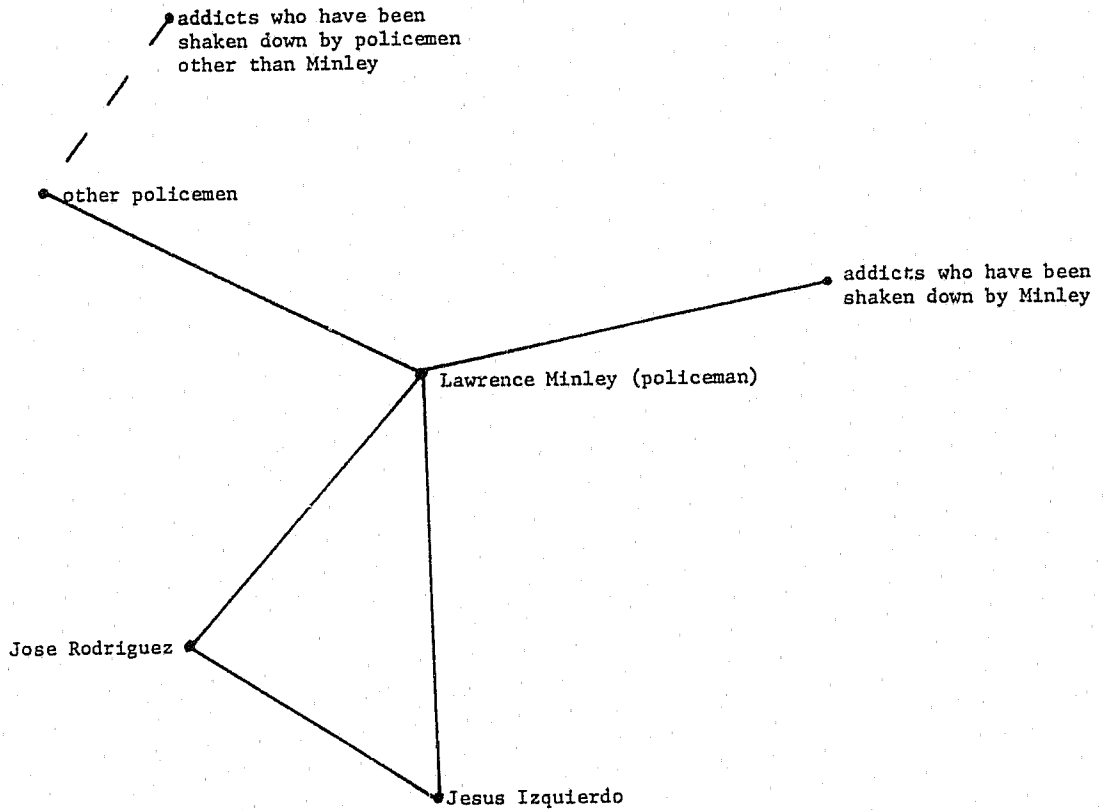 addicts who have been
shaken down by policemen
other than Minley
other policemen
addicts who have been
shaken down by Minley
Lawrence Minley (policeman)
Jose Rodriguez
Jesus Izquierdo